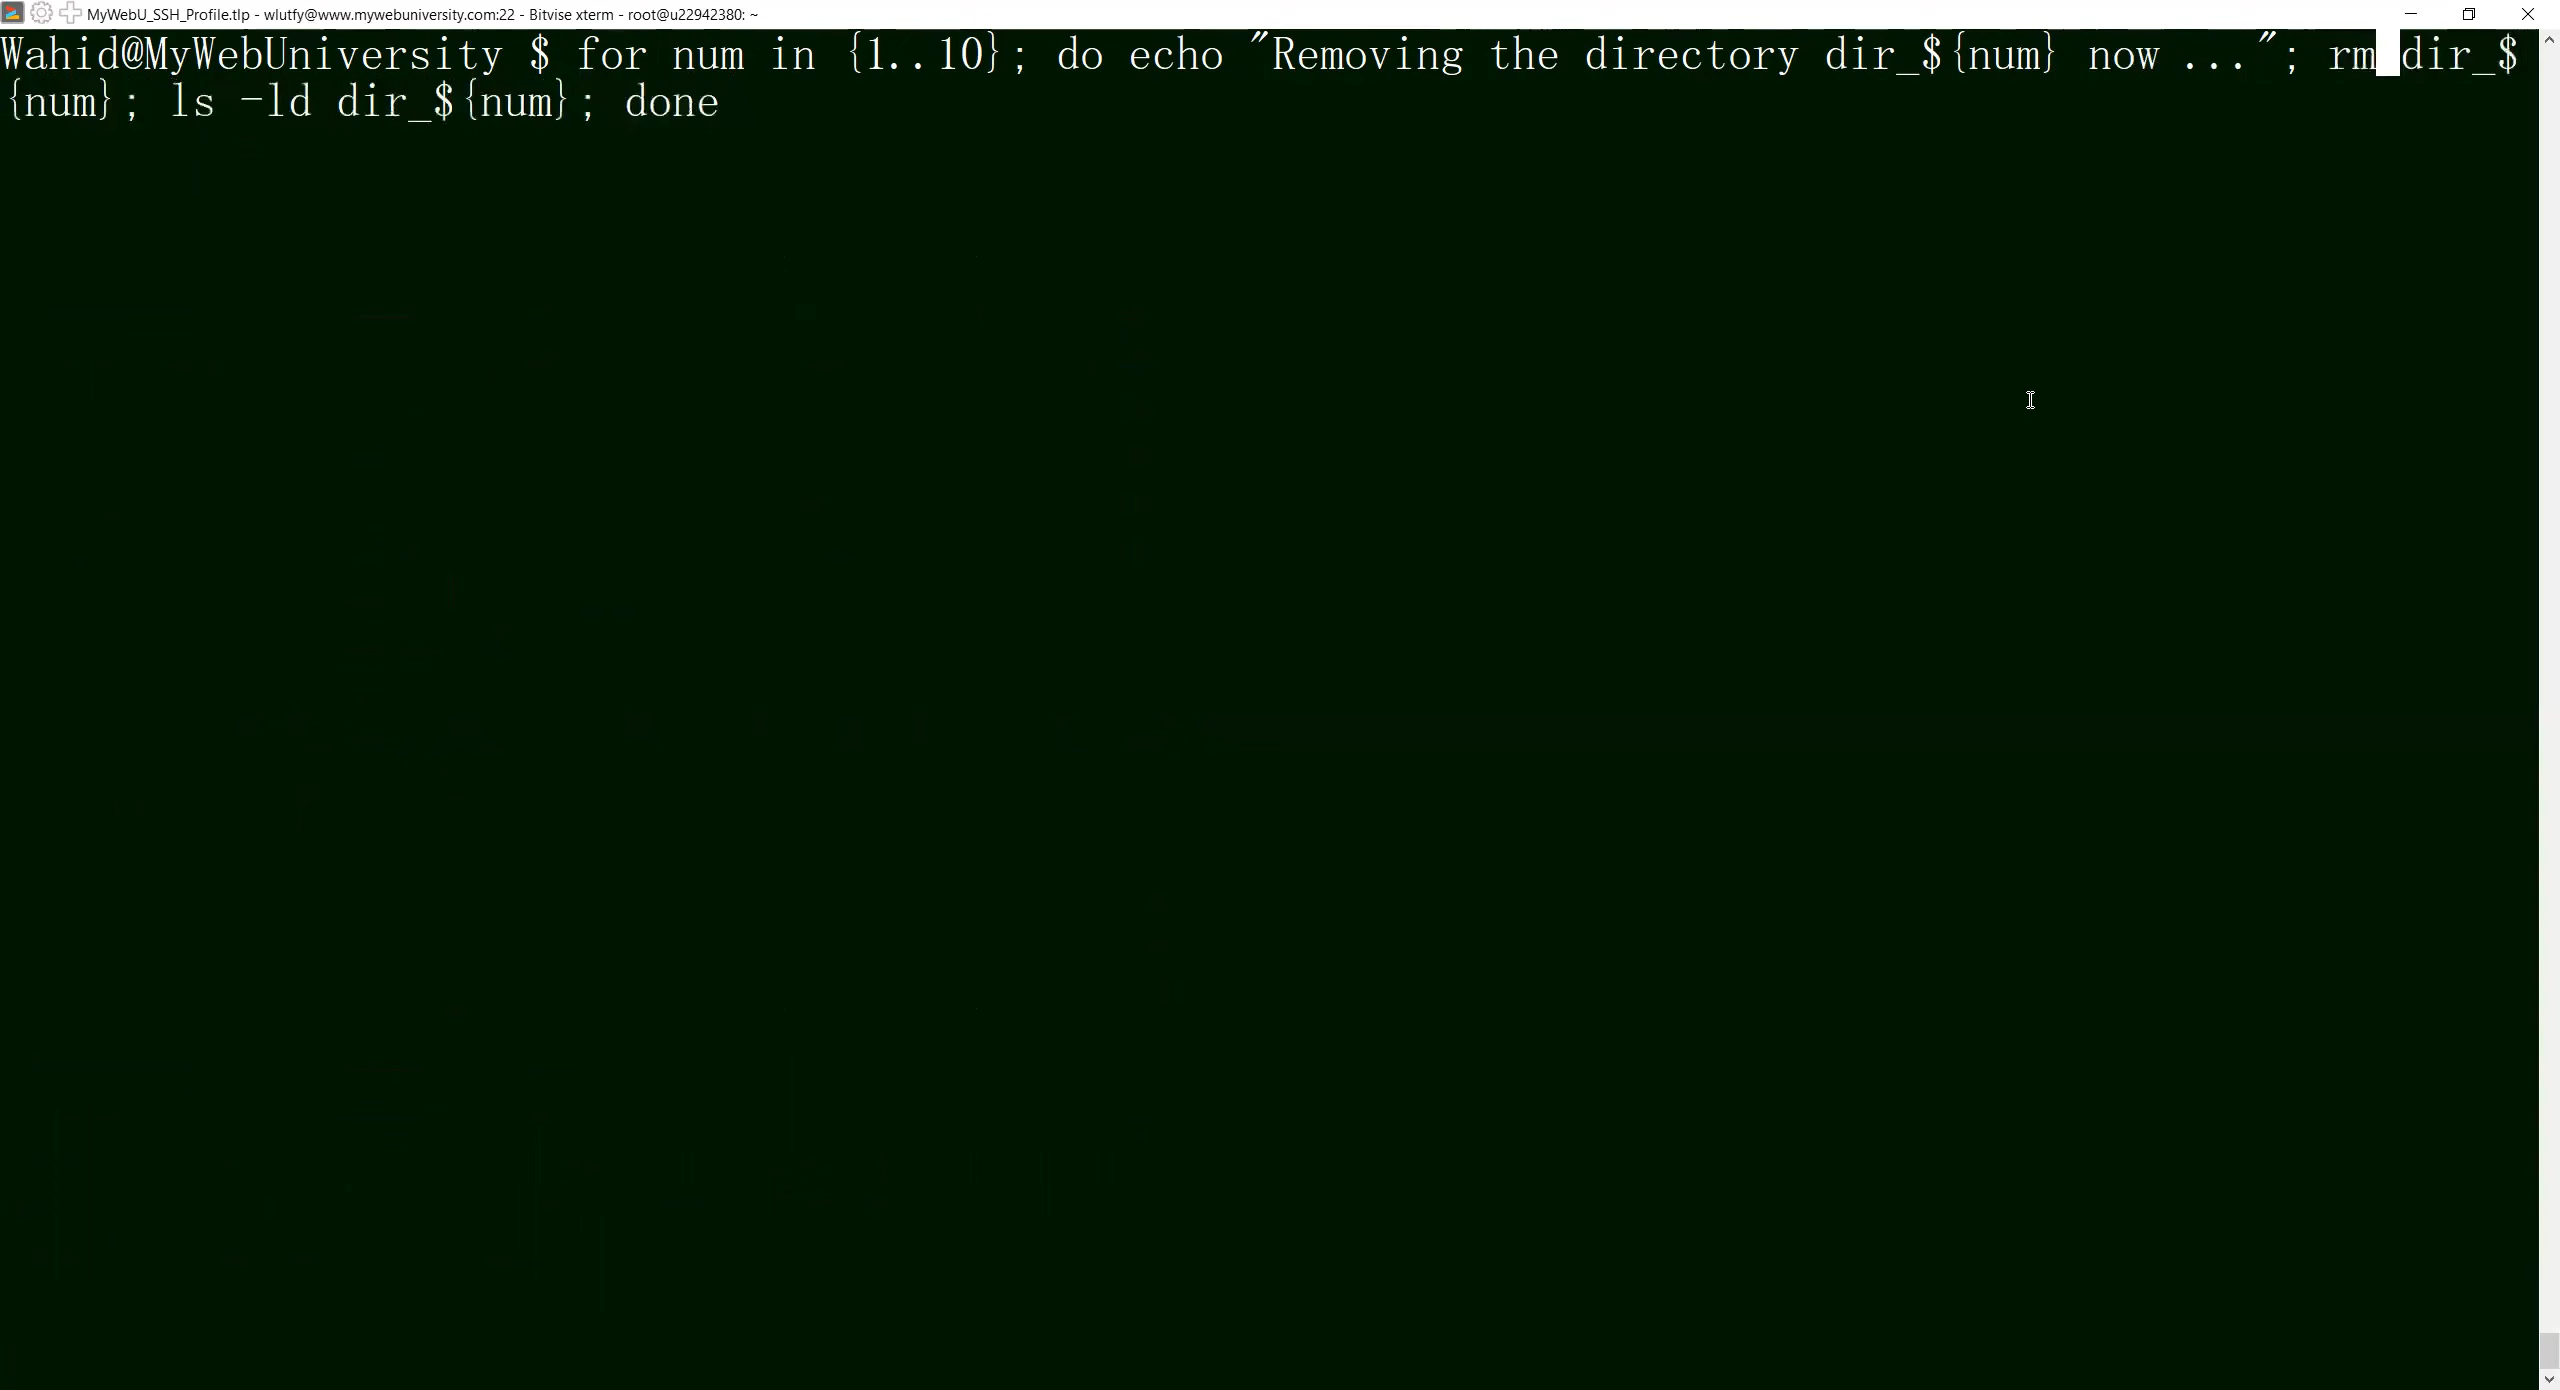 MyWebU_SSH_Profile.tlp - wlutfy@www.mywebuniversity.com:22 - Bitvise xterm - root@u22942380: ~
Wahid@MyWebUniversity $ for num in {1..10}; do echo "Removing the directory dir_${num} now ..."; rm dir_$
{num}; ls -ld dir_${num}; done